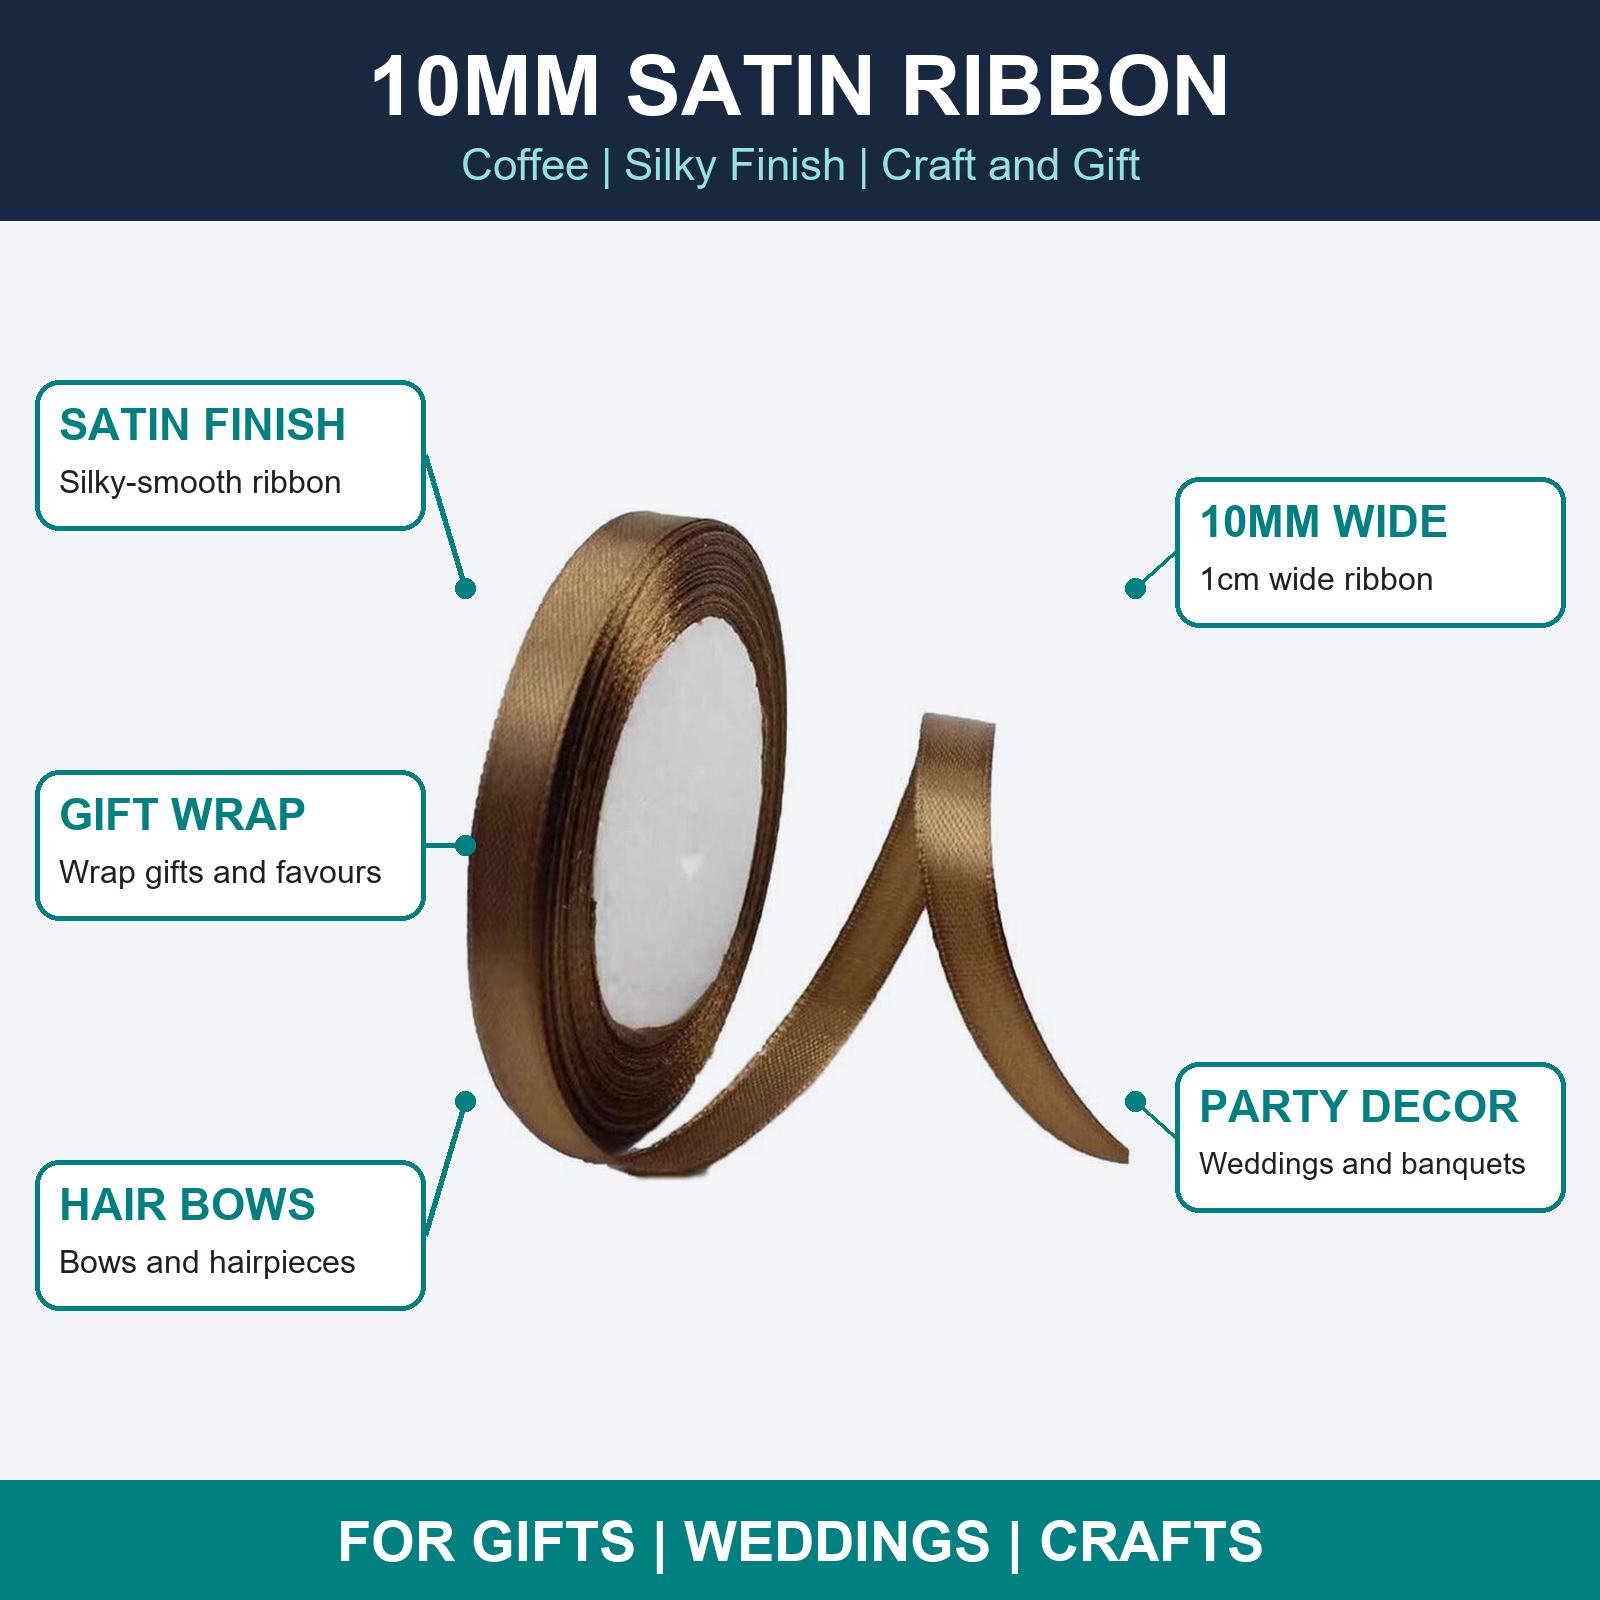 10MM SATIN RIBBON
Coffee | Silky Finish | Craft and Gift
SATIN FINISH
Silky-smooth ribbon
10MM WIDE
1cm wide ribbon
GIFT WRAP
Wrap gifts and favours
PARTY DECOR
Weddings and banquets
HAIR BOWS
Bows and hairpieces
FOR GIFTS | WEDDINGS | CRAFTS